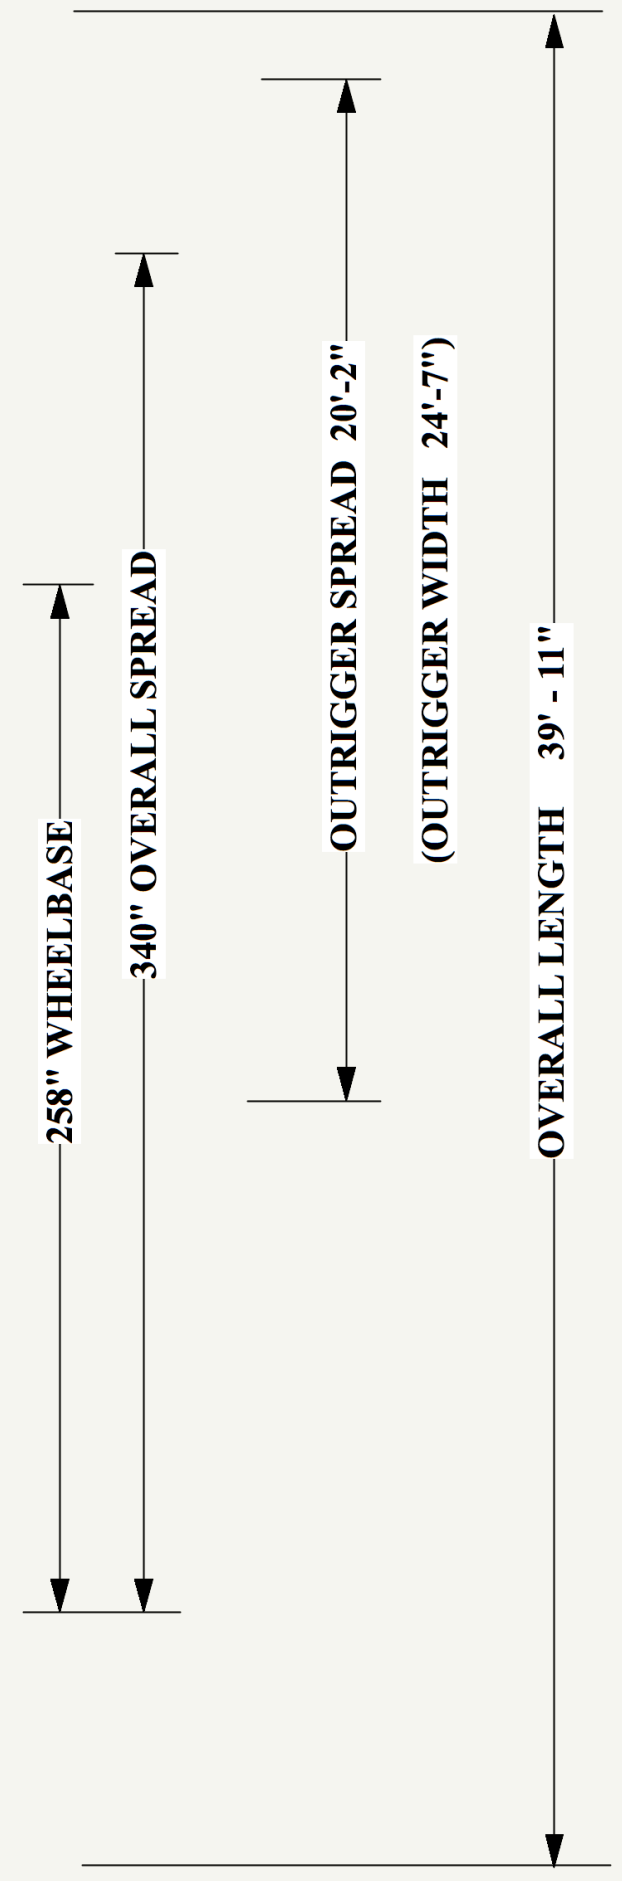 258" WHEELBASE
340" OVERALL SPREAD
OUTRIGGER SPREAD 20'-2"
(OUTRIGGER WIDTH 24'-7")
OVERALL LENGTH 39' - 11"